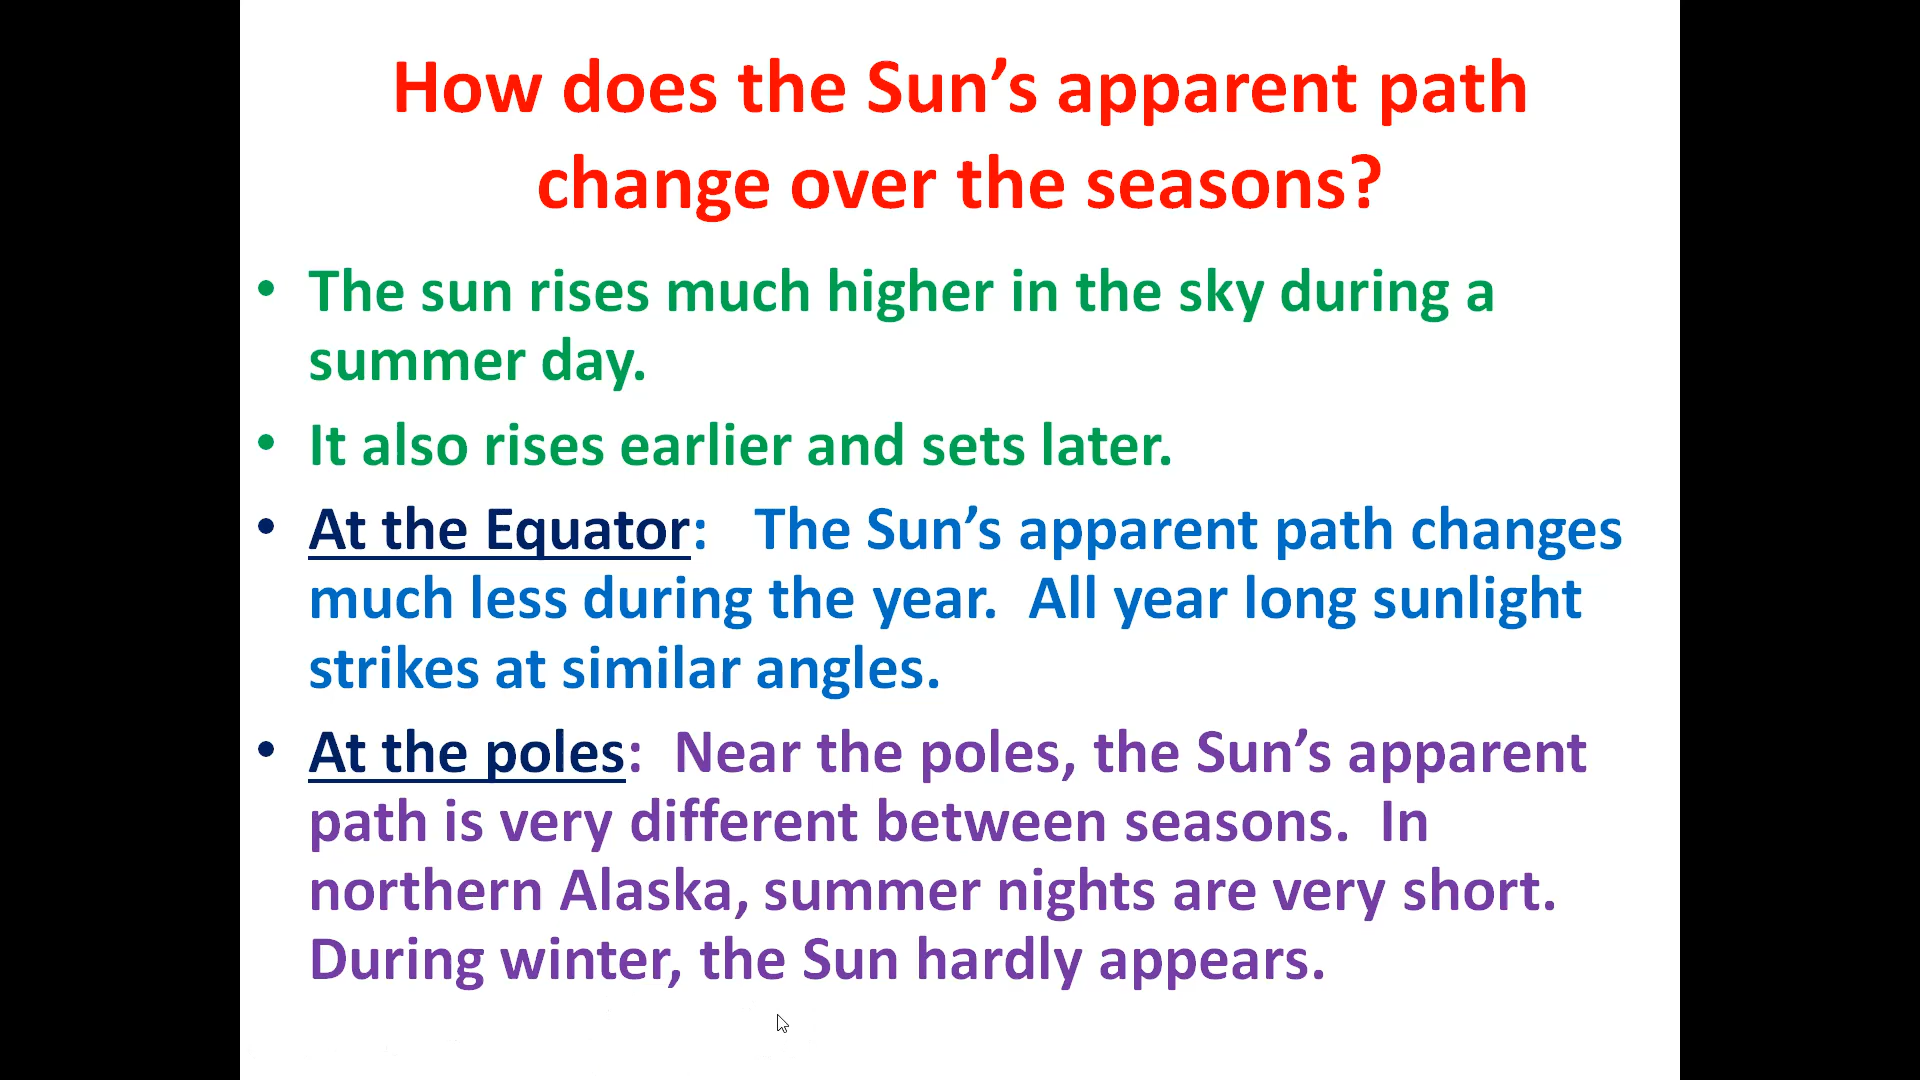 How does the Sun’s apparent path
change over the seasons?
• The sun rises much higher in the sky during a
summer day.
• It also rises earlier and sets later.
• At the Equator: The Sun’s apparent path changes
much less during the year. All year long sunlight
strikes at similar angles.
• At the poles: Near the poles, the Sun’s apparent
path is very different between seasons. In
northern Alaska, summer nights are very short.
During winter, the Sun hardly appears.